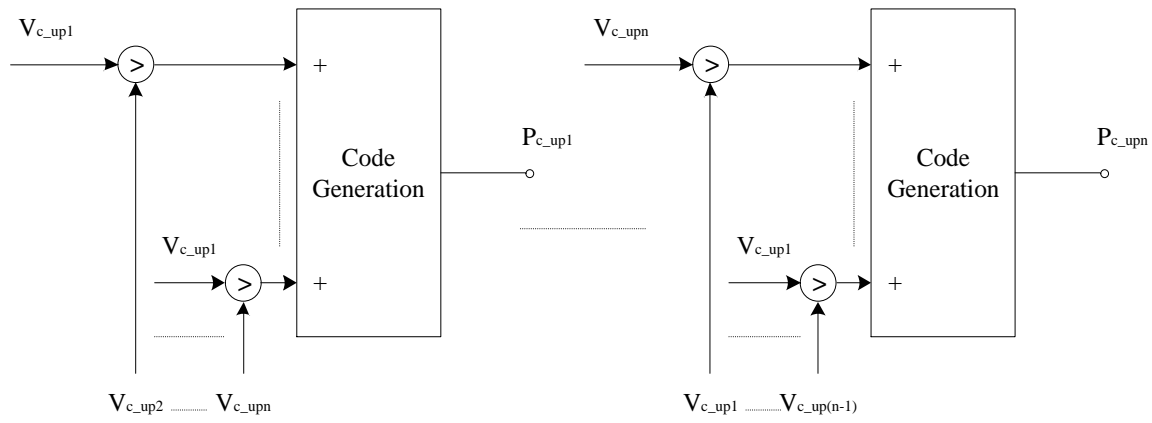 V_c_up1
>
+
Code
Generation
P_c_up1
V_c_up1
>
+
V_c_up2 ........ V_c_upn
V_c_upn
>
+
Code
Generation
P_c_upn
V_c_up1
>
+
V_c_up1 ........ V_c_up(n-1)